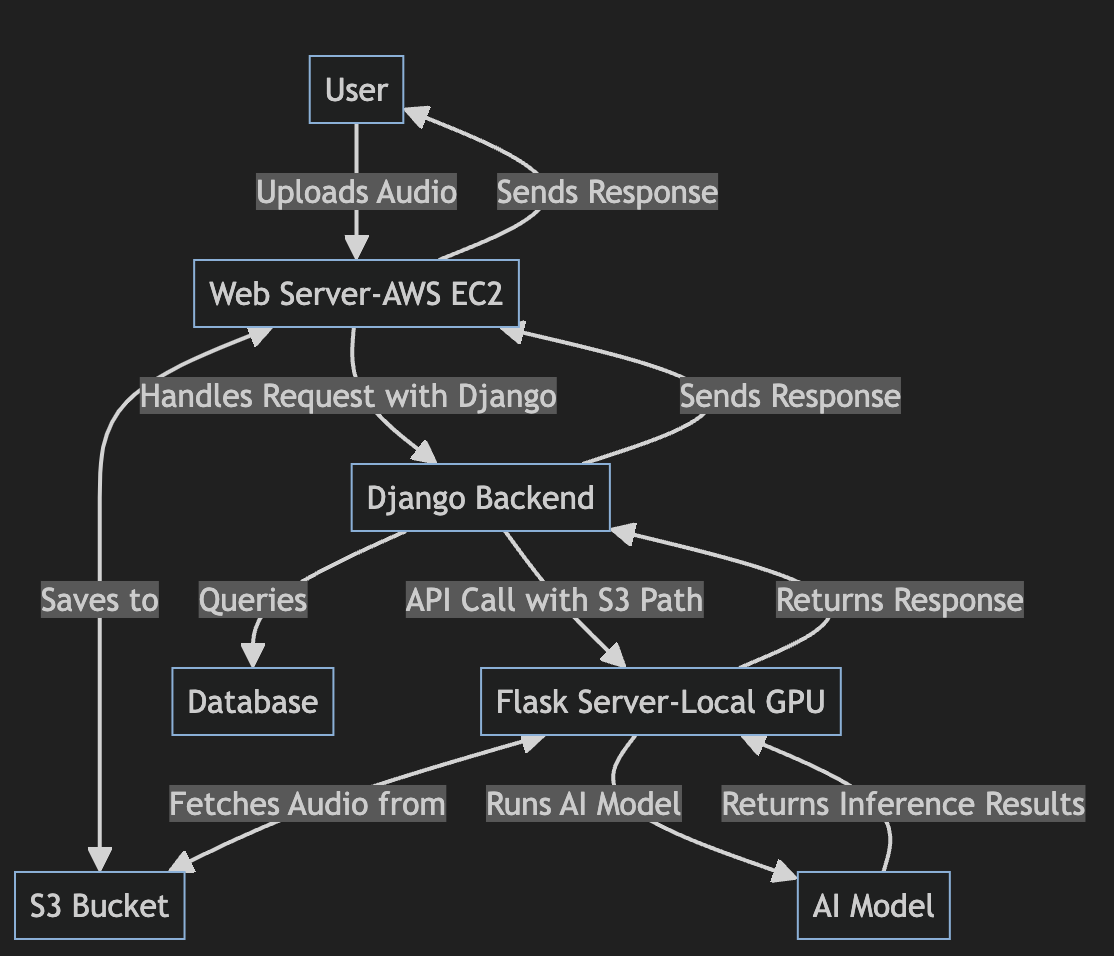 User
Uploads Audio
Sends Response
Web Server-AWS EC2
Handles Request with Django
Sends Response
Django Backend
Saves to
Queries
API Call with S3 Path
Returns Response
Database
Flask Server-Local GPU
Fetches Audio from
Runs AI Model
Returns Inference Results
S3 Bucket
AI Model